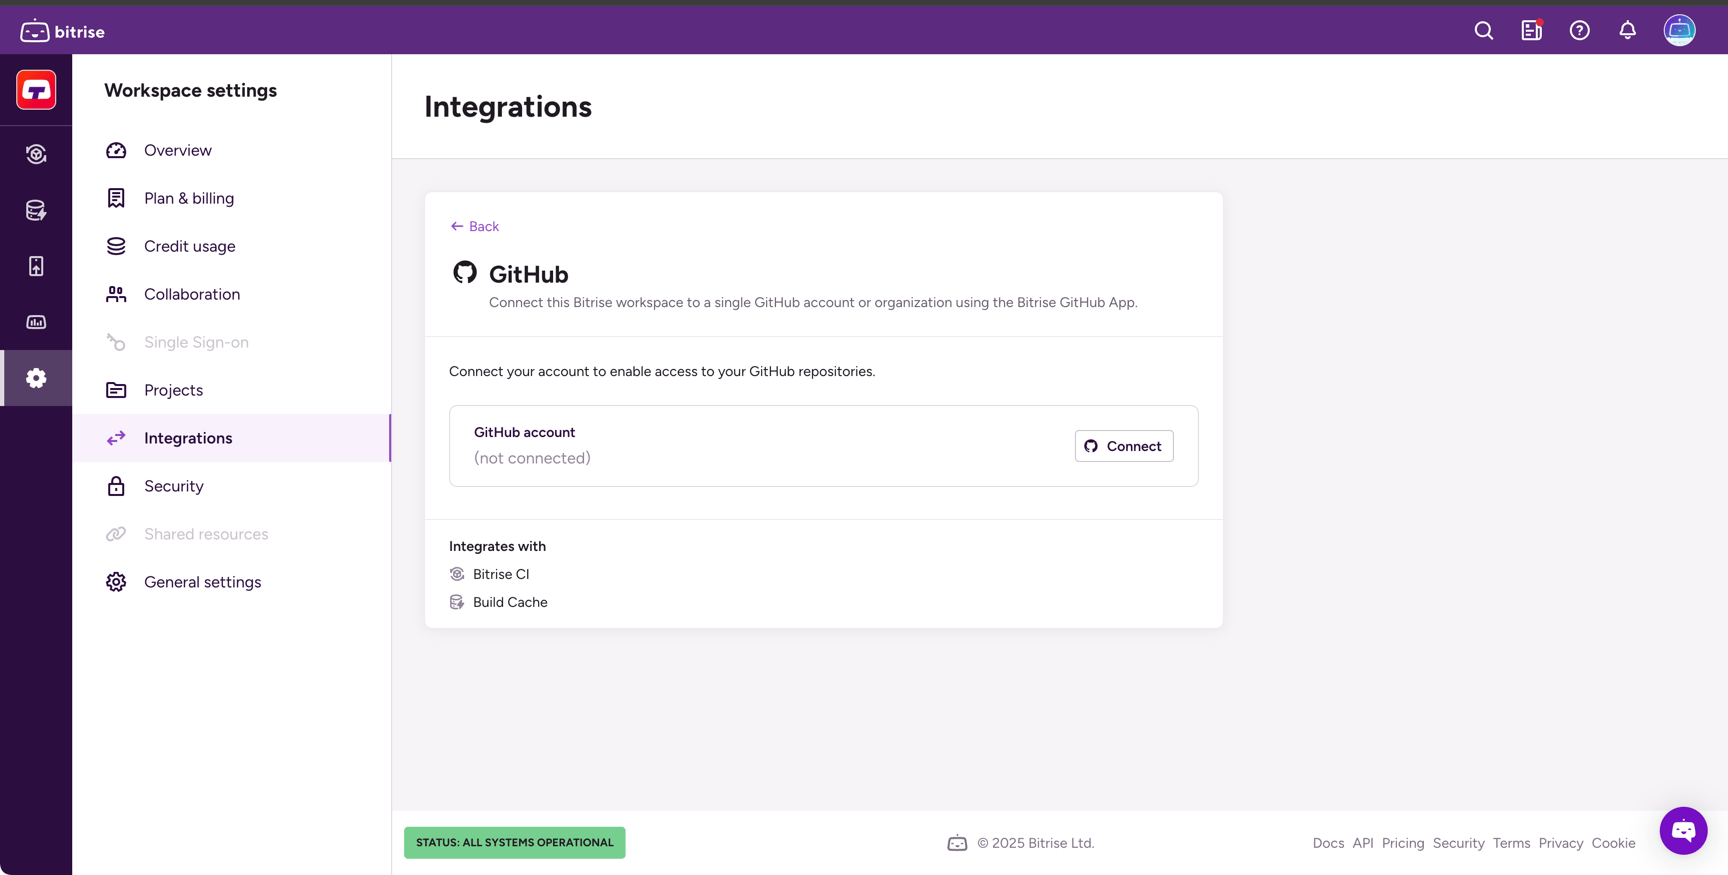 bitrise
Workspace settings
Overview
Plan & billing
Credit usage
Collaboration
Single Sign-on
Projects
Integrations
Security
Shared resources
General settings
Integrations
Back
GitHub
Connect this Bitrise workspace to a single GitHub account or organization using the Bitrise GitHub App.
Connect your account to enable access to your GitHub repositories.
GitHub account
(not connected)
Connect
Integrates with
Bitrise CI
Build Cache
STATUS: ALL SYSTEMS OPERATIONAL
© 2025 Bitrise Ltd.
Docs API Pricing Security Terms Privacy Cookie